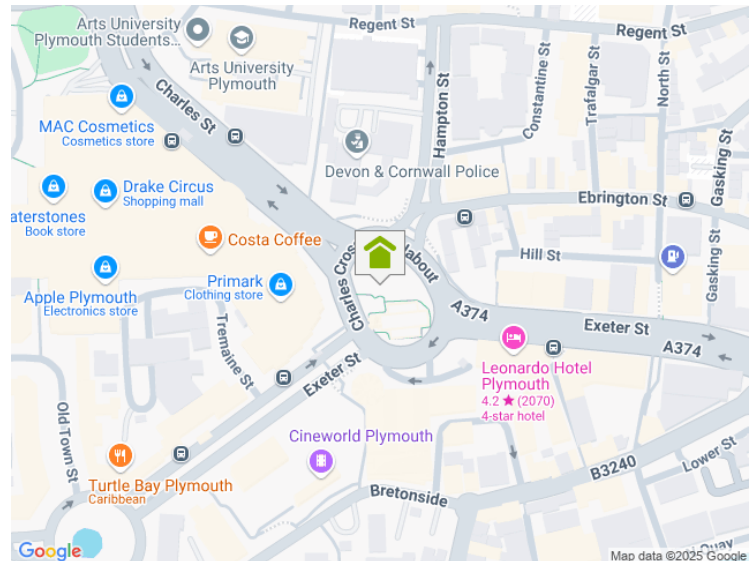 Arts University
Plymouth Students...
Arts University
Plymouth
Regent St
Regent St
Charles St
MAC Cosmetics
Cosmetics store
Hampton St
Constantine St
Trafalgar St
North St
Gasking St
Devon & Cornwall Police
Drake Circus
Shopping mall
aterstones
Book store
Costa Coffee
Ebrington St
Hill St
Gasking St
Charles Cros
about
Apple Plymouth
Electronics store
Primark
Clothing store
A374
Exeter St
A374
Tremaine St
Exeter St
Leonardo Hotel
Plymouth
4.2 ★ (2070)
4-star hotel
Old Town St
Cineworld Plymouth
Turtle Bay Plymouth
Caribbean
Bretonside
B3240
Lower St
Quay
Google
Map data ©2025 Google